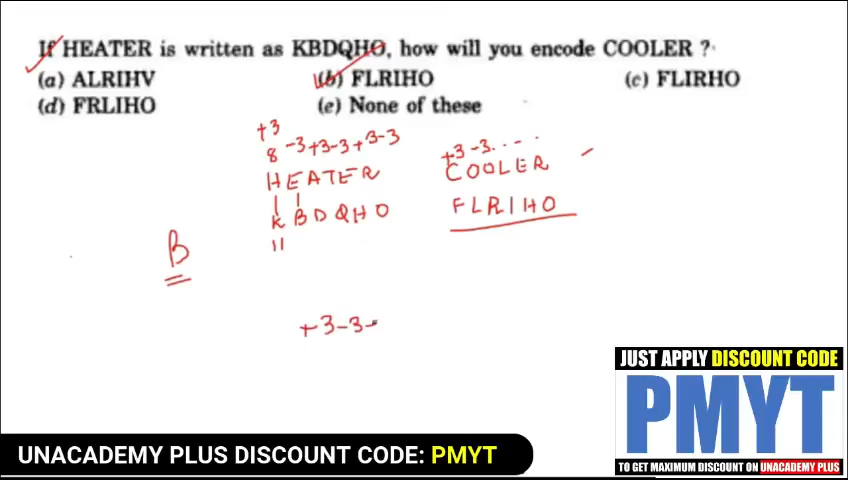 If HEATER is written as KBDQHO, how will you encode COOLER ?
(a) ALRIHV (b) FLRIHO (c) FLIRHO
(d) FRLIHO (e) None of these
+3
8 -3+3-3+3-3
HEATER
KBDQHO
11
+3-3....
COOLER
FLRIHO
B
+3-3-
JUST APPLY DISCOUNT CODE
PMYT
TO GET MAXIMUM DISCOUNT ON UNACADEMY PLUS
UNACADEMY PLUS DISCOUNT CODE: PMYT